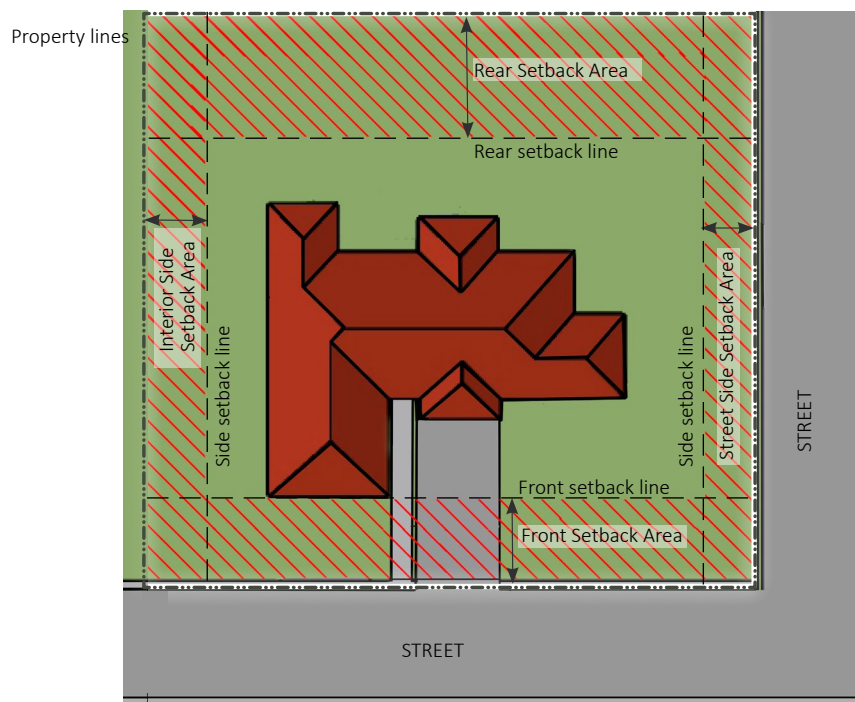 Property lines
Rear Setback Area
Rear setback line
Interior Side
Setback Area
Side setback line
Side setback line
Street Side Setback Area
STREET
Front setback line
Front Setback Area
STREET